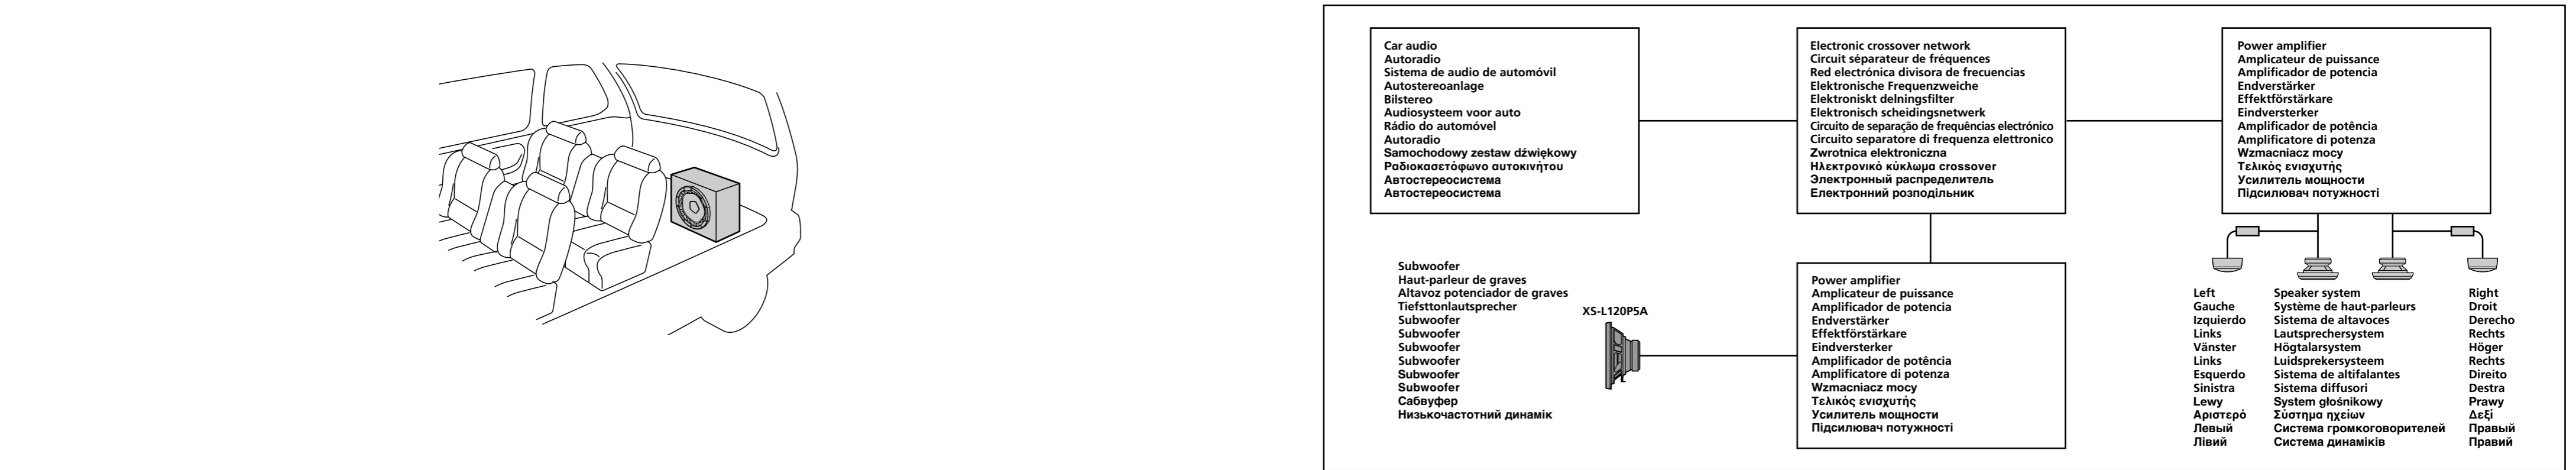 Car audio
Autoradio
Sistema de audio de automóvil
Autostereoanlage
Bilstereo
Audiosysteem voor auto
Rádio do automóvel
Autoradio
Samochodowy zestaw dźwiękowy
Ραδιοκασετόφωνο αυτοκινήτου
Автостереосистема
Автостереосистема
Electronic crossover network
Circuit séparateur de fréquences
Red electrónica divisora de frecuencias
Elektronische Frequenzweiche
Elektroniskt delningsfilter
Elektronisch scheidingsnetwerk
Circuito de separação de frequências electrónico
Circuito separatore di frequenza elettronico
Zwrotnica elektroniczna
Ηλεκτρονικό κύκλωμα crossover
Электронный распределитель
Електронний розподільник
Power amplifier
Amplicateur de puissance
Amplificador de potencia
Endverstärker
Effektförstärkare
Eindversterker
Amplificador de potência
Amplificatore di potenza
Wzmacniacz mocy
Τελικός ενισχυτής
Усилитель мощности
Підсилювач потужності
Subwoofer
Haut-parleur de graves
Altavoz potenciador de graves
Tiefsttonlautsprecher
Subwoofer
Subwoofer
Subwoofer
Subwoofer
Subwoofer
Subwoofer
Сабвуфер
Низькочастотний динамік
XS-L120P5A
Power amplifier
Amplicateur de puissance
Amplificador de potencia
Endverstärker
Effektförstärkare
Eindversterker
Amplificador de potência
Amplificatore di potenza
Wzmacniacz mocy
Τελικός ενισχυτής
Усилитель мощности
Підсилювач потужності
Left
Gauche
Izquierdo
Links
Vänster
Links
Esquerdo
Sinistra
Lewy
Αριστερό
Левый
Лівий
Speaker system
Système de haut-parleurs
Sistema de altavoces
Lautsprechersystem
Högtalarsystem
Luidsprekersysteem
Sistema de altifalantes
Sistema diffusori
System głośnikowy
Σύστημα ηχείων
Система громкоговорителей
Система динаміків
Right
Droit
Derecho
Rechts
Höger
Rechts
Direito
Destra
Prawy
Δεξί
Правый
Правий